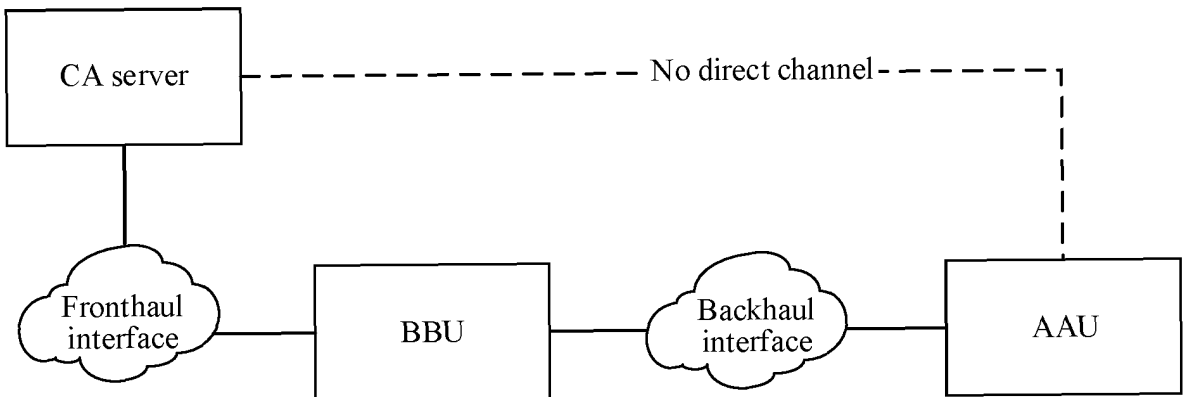 CA server
No direct channel
Fronthaul
interface
BBU
Backhaul
interface
AAU